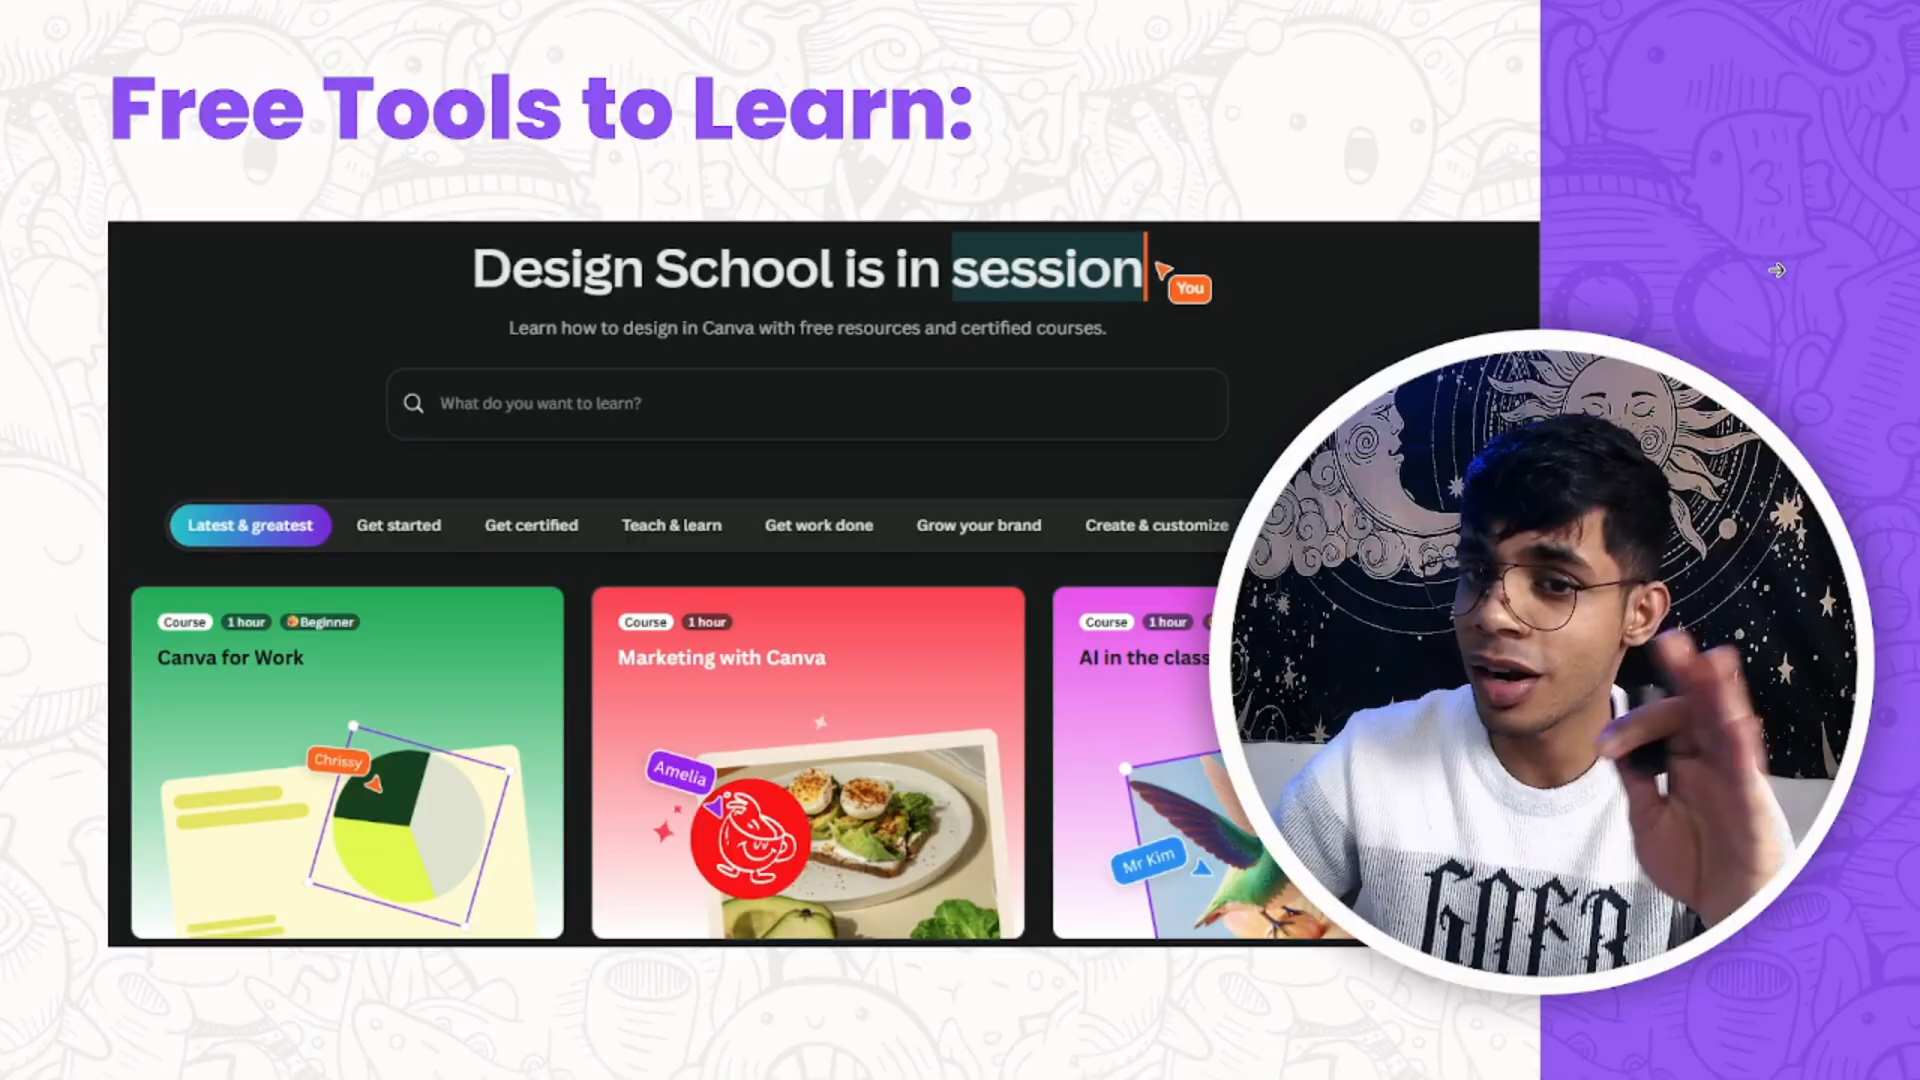 Free Tools to Learn:
Design School is in session
You
Learn how to design in Canva with free resources and certified courses.
What do you want to learn?
Latest & greatest
Get started
Get certified
Teach & learn
Get work done
Grow your brand
Create & customize
Course
1 hour
Beginner
Canva for Work
Chrissy
Course
1 hour
Marketing with Canva
Amelia
Course
1 hour
AI in the class
Mr Kim